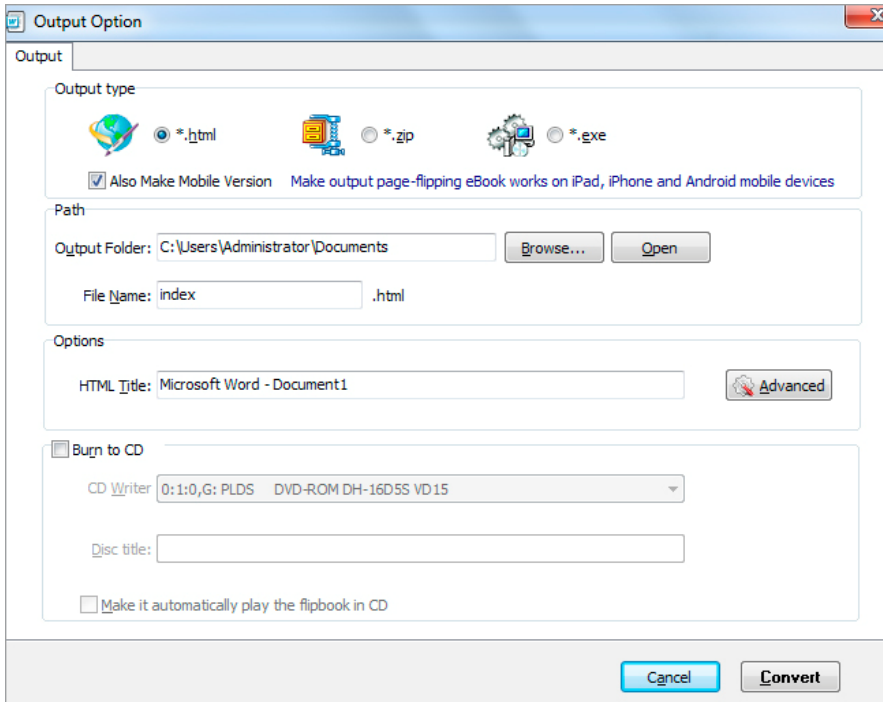 Output Option
Output
Output type
*.html *.zip *.exe
Also Make Mobile Version Make output page-flipping eBook works on iPad, iPhone and Android mobile devices
Path
Output Folder: C:\Users\Administrator\Documents Browse... Open
File Name: index .html
Options
HTML Title: Microsoft Word - Document1 Advanced
Burn to CD
CD Writer 0:1:0,G: PLDS DVD-ROM DH-16D5S VD15
Disc title:
Make it automatically play the flipbook in CD
Cancel Convert